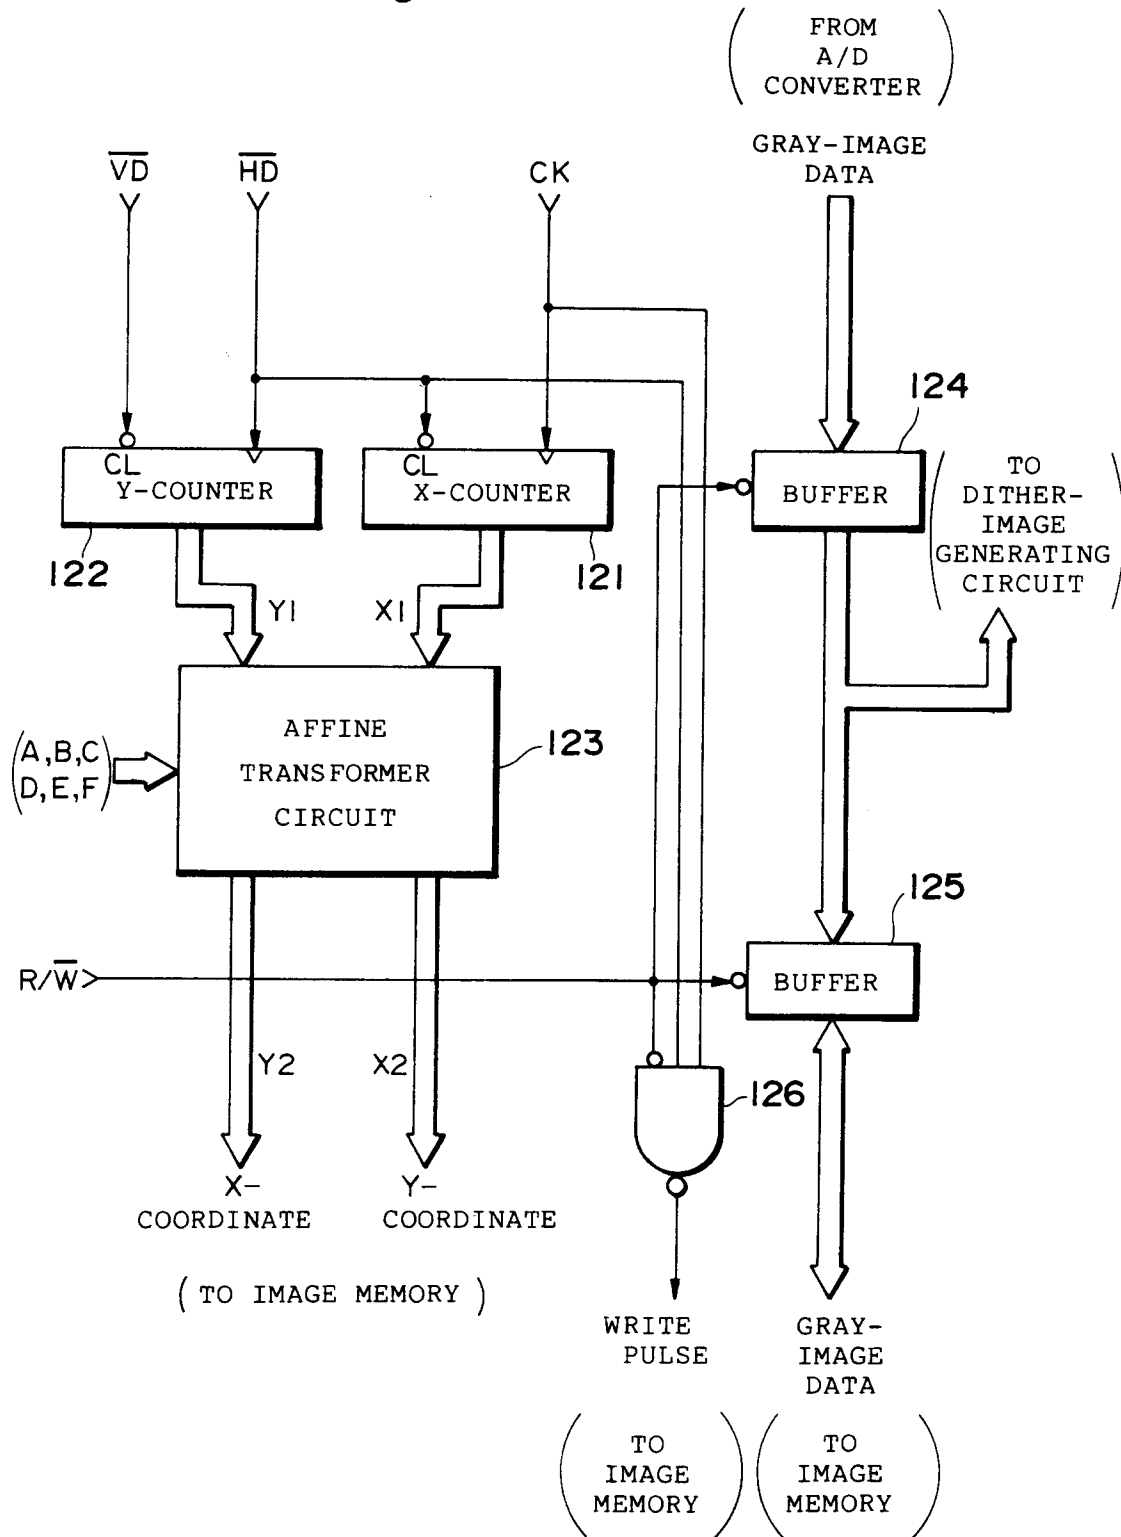 g
FROM
A/D
CONVERTER
GRAY-IMAGE
DATA
V̅D̅
H̅D̅
CK
124
CL
Y-COUNTER
CL
X-COUNTER
BUFFER
TO
DITHER-
IMAGE
GENERATING
CIRCUIT
122
121
Y1
X1
A,B,C
D,E,F
AFFINE
TRANSFORMER
CIRCUIT
123
125
R/W̅
BUFFER
Y2
X2
126
X-
COORDINATE
Y-
COORDINATE
(TO IMAGE MEMORY)
WRITE
PULSE
GRAY-
IMAGE
DATA
TO
IMAGE
MEMORY
TO
IMAGE
MEMORY